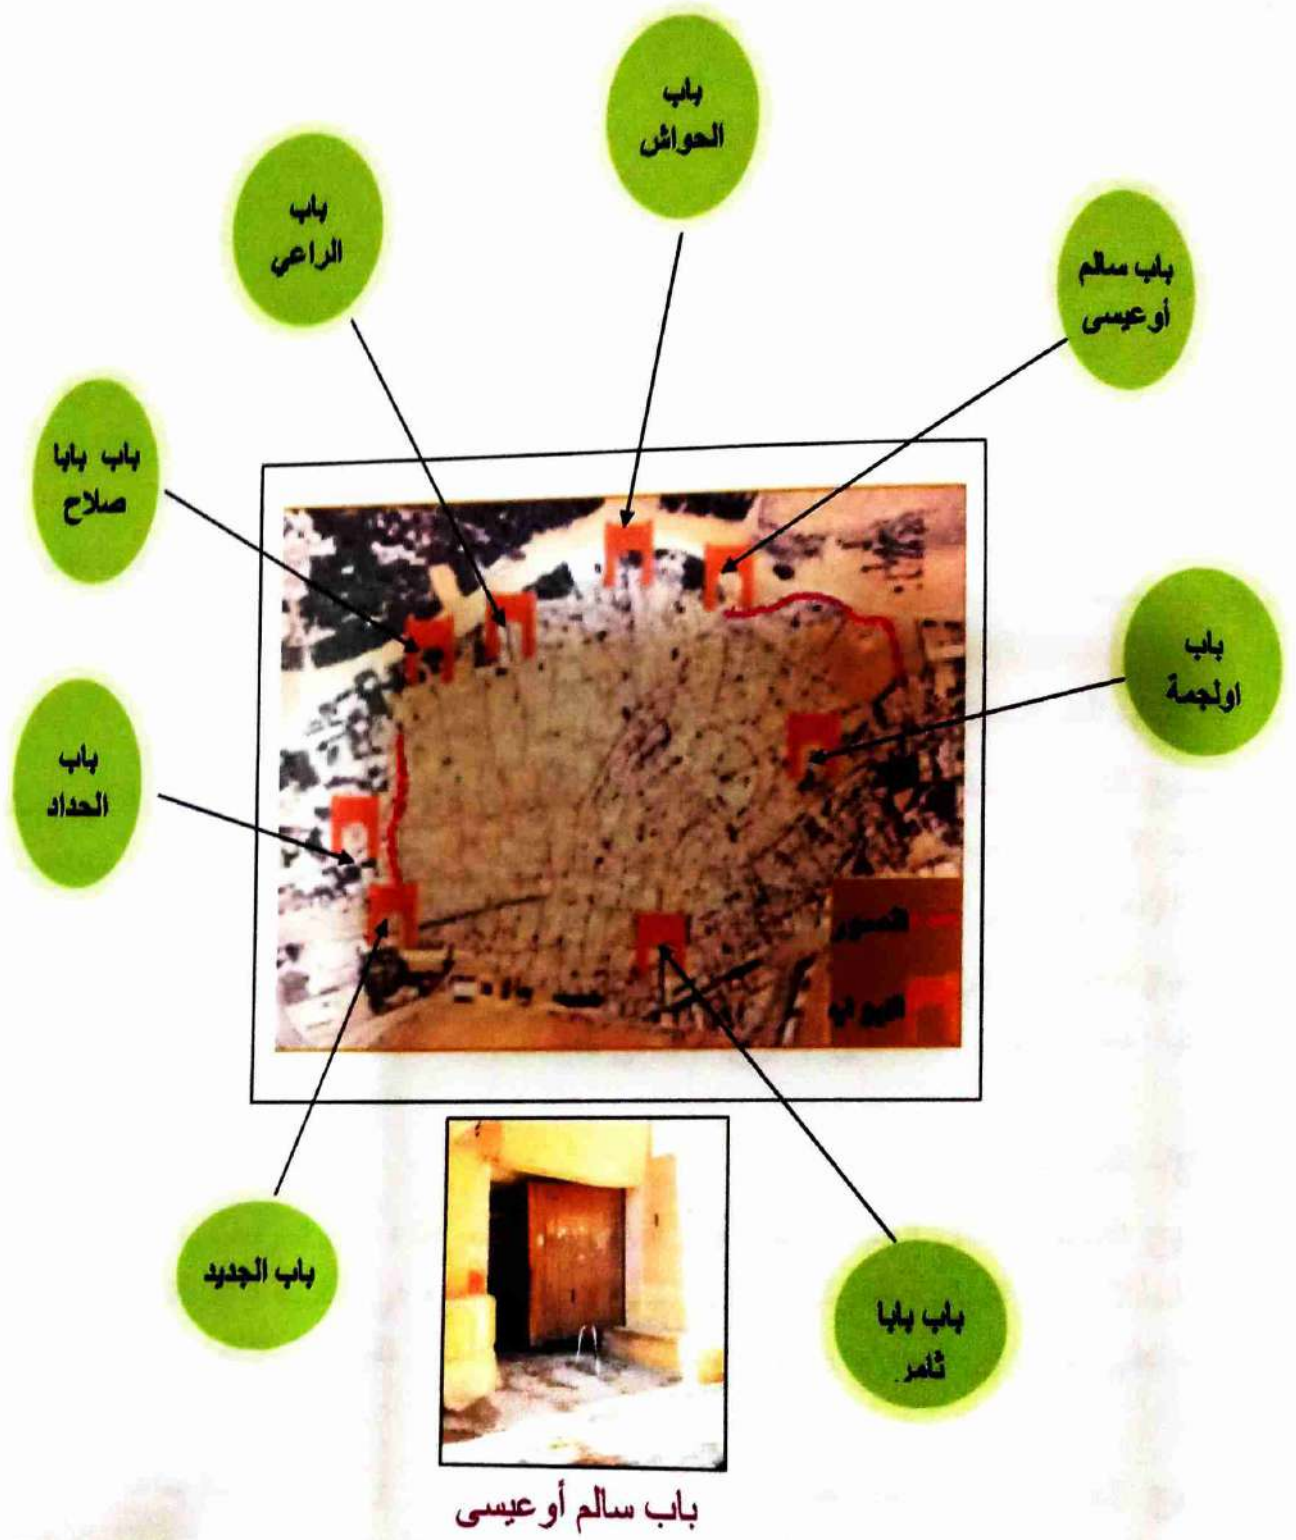 باب
الحواش
باب
الراعي
باب سالم
أوعيسى
باب بابا
صلاح
باب
اولجمة
باب
الحداد
السور
باب الجديد
باب بابا
ثامر
باب سالم أوعيسى